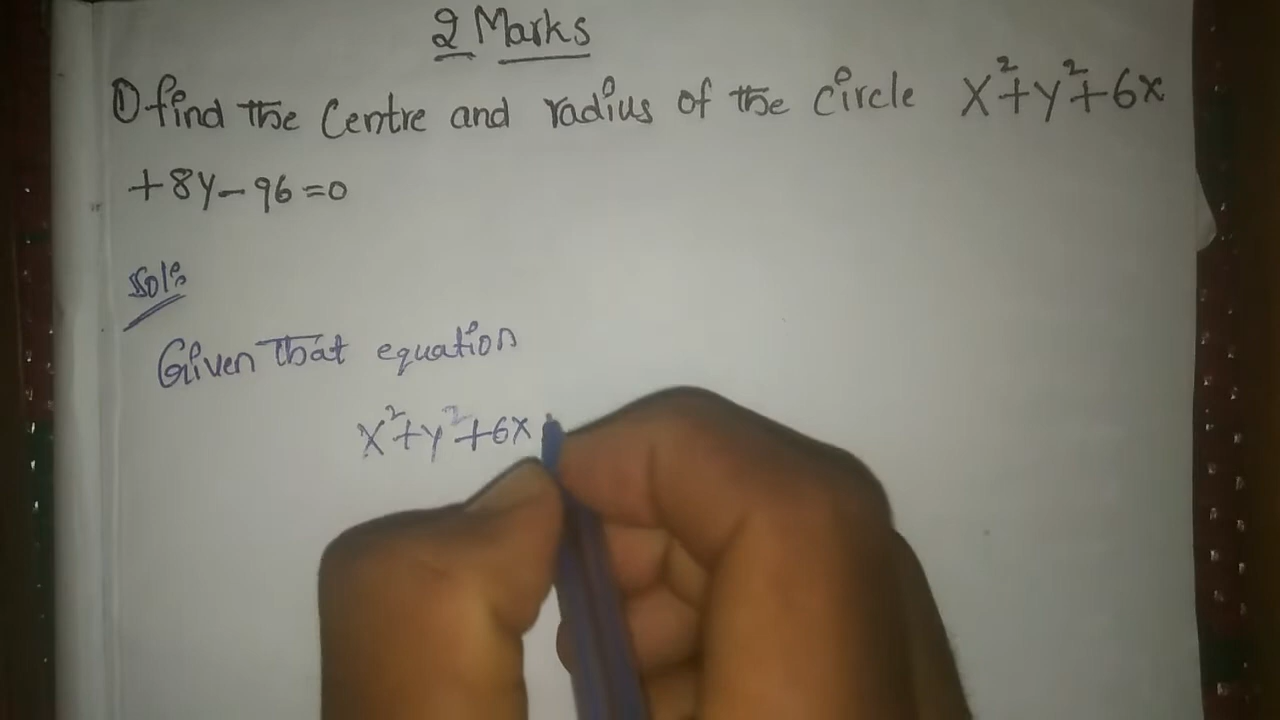 2 Marks
① find the Centre and radius of the circle x²+y²+6x
+8y-96=0
Sol:
Given that equation
x²+y²+6x